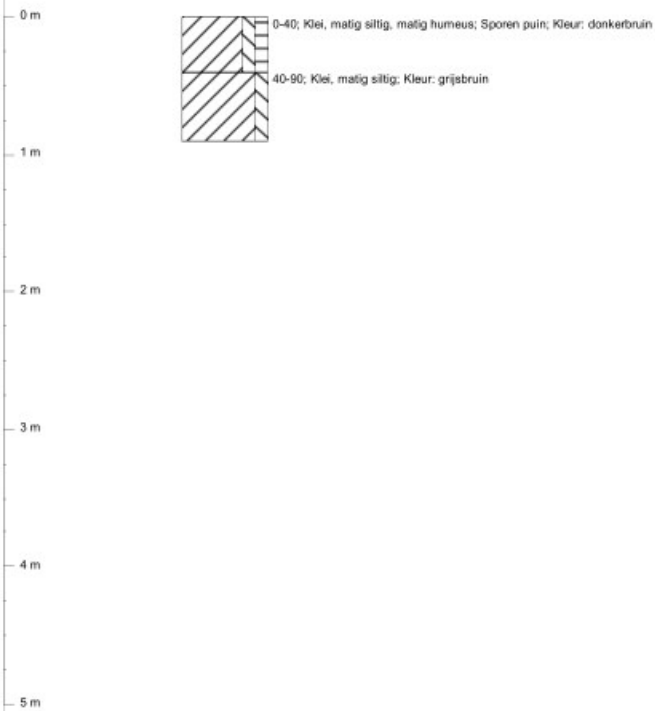 0 m
0-40; Klei, matig siltig, matig humeus; Sporen puin; Kleur: donkerbruin
40-90; Klei, matig siltig; Kleur: grijsbruin
1 m
2 m
3 m
4 m
5 m